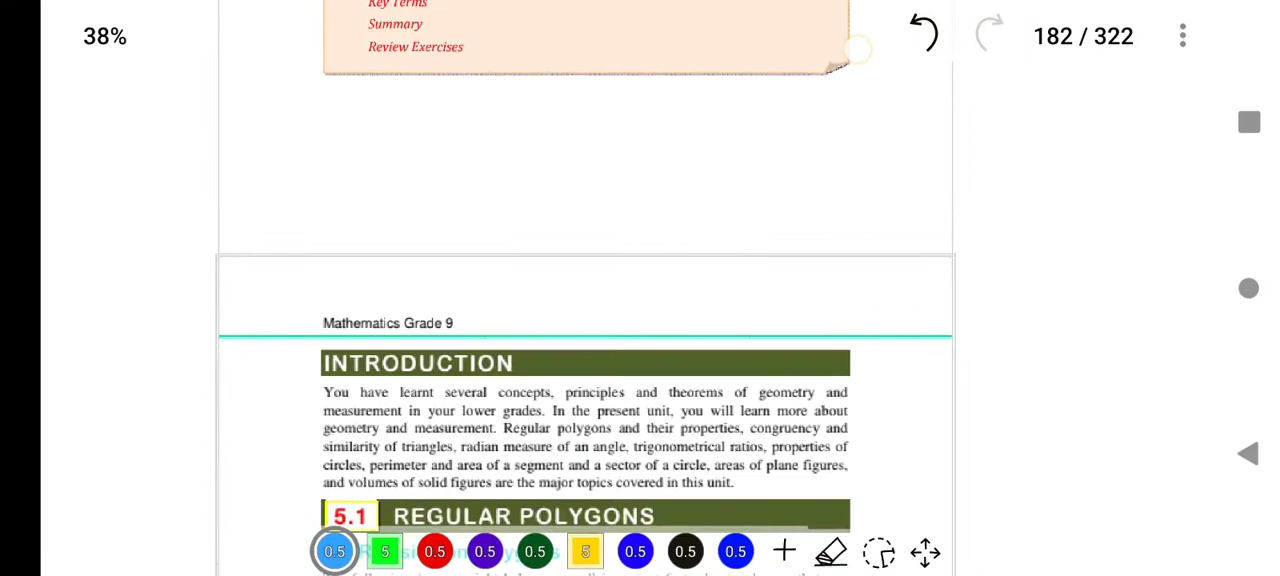 Key Terms
38%
Summary
182 / 322
Review Exercises
Mathematics Grade 9
INTRODUCTION
You have learnt several concepts, principles and theorems of geometry and
measurement in your lower grades. In the present unit, you will learn more about
geometry and measurement. Regular polygons and their properties, congruency and
similarity of triangles, radian measure of an angle, trigonometrical ratios, properties of
circles, perimeter and area of a segment and a sector of a circle, areas of plane figures,
and volumes of solid figures are the major topics covered in this unit.
5.1 REGULAR POLYGONS
0.5 5 0.5 0.5 0.5 5 0.5 0.5 0.5